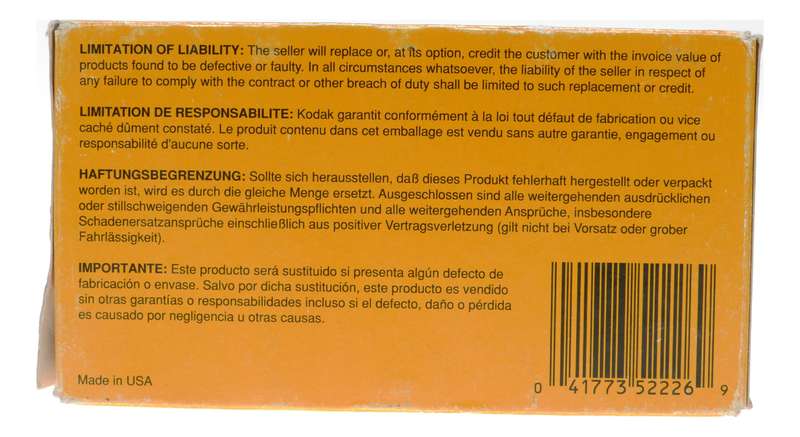 LIMITATION OF LIABILITY: The seller will replace or, at its option, credit the customer with the invoice value of
products found to be defective or faulty. In all circumstances whatsoever, the liability of the seller in respect of
any failure to comply with the contract or other breach of duty shall be limited to such replacement or credit.
LIMITATION DE RESPONSABILITE: Kodak garantit conformément à la loi tout défaut de fabrication ou vice
caché dûment constaté. Le produit contenu dans cet emballage est vendu sans autre garantie, engagement ou
responsabilité d'aucune sorte.
HAFTUNGSBEGRENZUNG: Sollte sich herausstellen, daß dieses Produkt fehlerhaft hergestellt oder verpackt
worden ist, wird es durch die gleiche Menge ersetzt. Ausgeschlossen sind alle weitergehenden ausdrücklichen
oder stillschweigenden Gewährleistungspflichten und alle weitergehenden Ansprüche, insbesondere
Schadenersatzansprüche einschließlich aus positiver Vertragsverletzung (gilt nicht bei Vorsatz oder grober
Fahrlässigkeit).
IMPORTANTE: Este producto será sustituido si presenta algún defecto de
fabricación o envase. Salvo por dicha sustitución, este producto es vendido
sin otras garantías o responsabilidades incluso si el defecto, daño o pérdida
es causado por negligencia u otras causas.
Made in USA
0 41773 52226 9